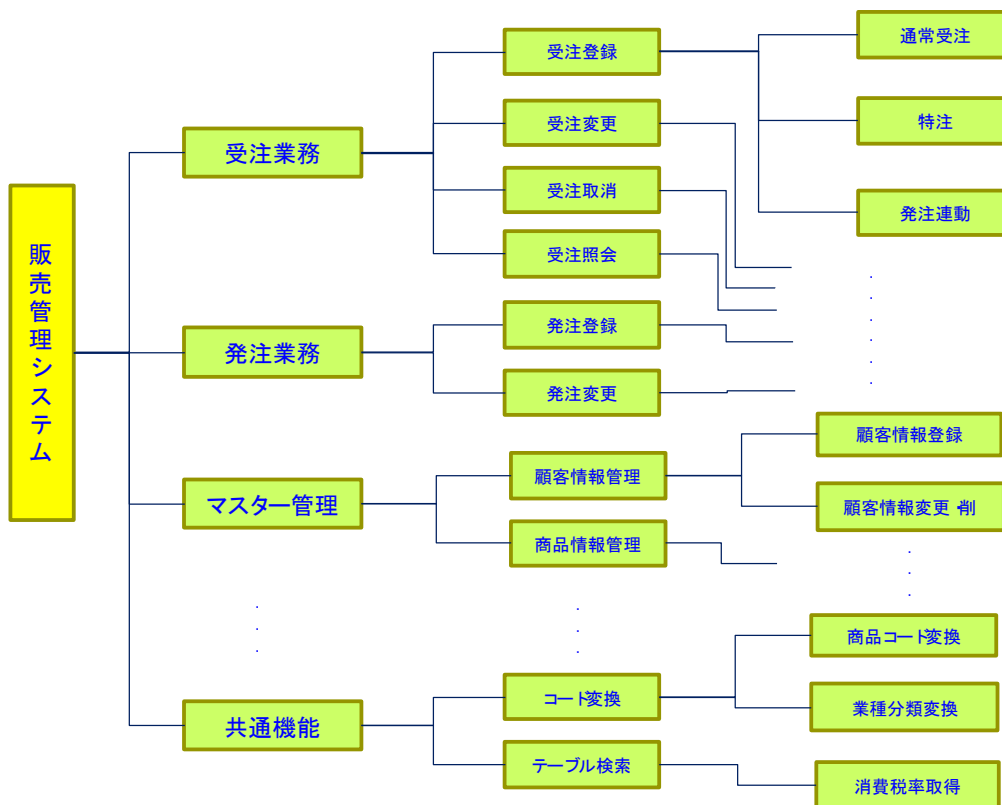 販売管理システム
受注業務
受注登録
通常受注
特注
発注連動
受注変更
受注取消
受注照会
発注業務
発注登録
発注変更
マスター管理
顧客情報管理
顧客情報登録
顧客情報変更・削
商品情報管理
共通機能
コード変換
商品コード変換
業種分類変換
テーブル検索
消費税率取得